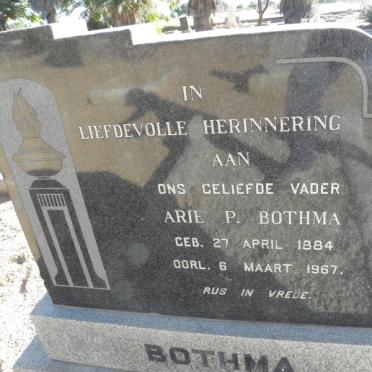 IN
LIEFDEVOLLE HERINNERING
AAN
ONS GELIEFDE VADER
ARIE P. BOTHMA
GEB. 27 APRIL 1884
OORL. 6 MAART 1967.
RUS IN VREDE.
BOTHMA